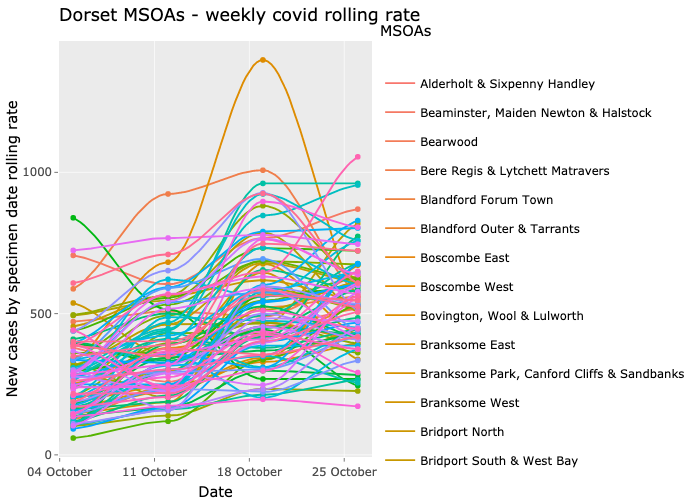 Dorset MSOAs - weekly covid rolling rate
MSOAs
New cases by specimen date rolling rate
1000
500
0
04 October
11 October
18 October
25 October
Date
Alderholt & Sixpenny Handley
Beaminster, Maiden Newton & Halstock
Bearwood
Bere Regis & Lytchett Matravers
Blandford Forum Town
Blandford Outer & Tarrants
Boscombe East
Boscombe West
Bovington, Wool & Lulworth
Branksome East
Branksome Park, Canford Cliffs & Sandbanks
Branksome West
Bridport North
Bridport South & West Bay